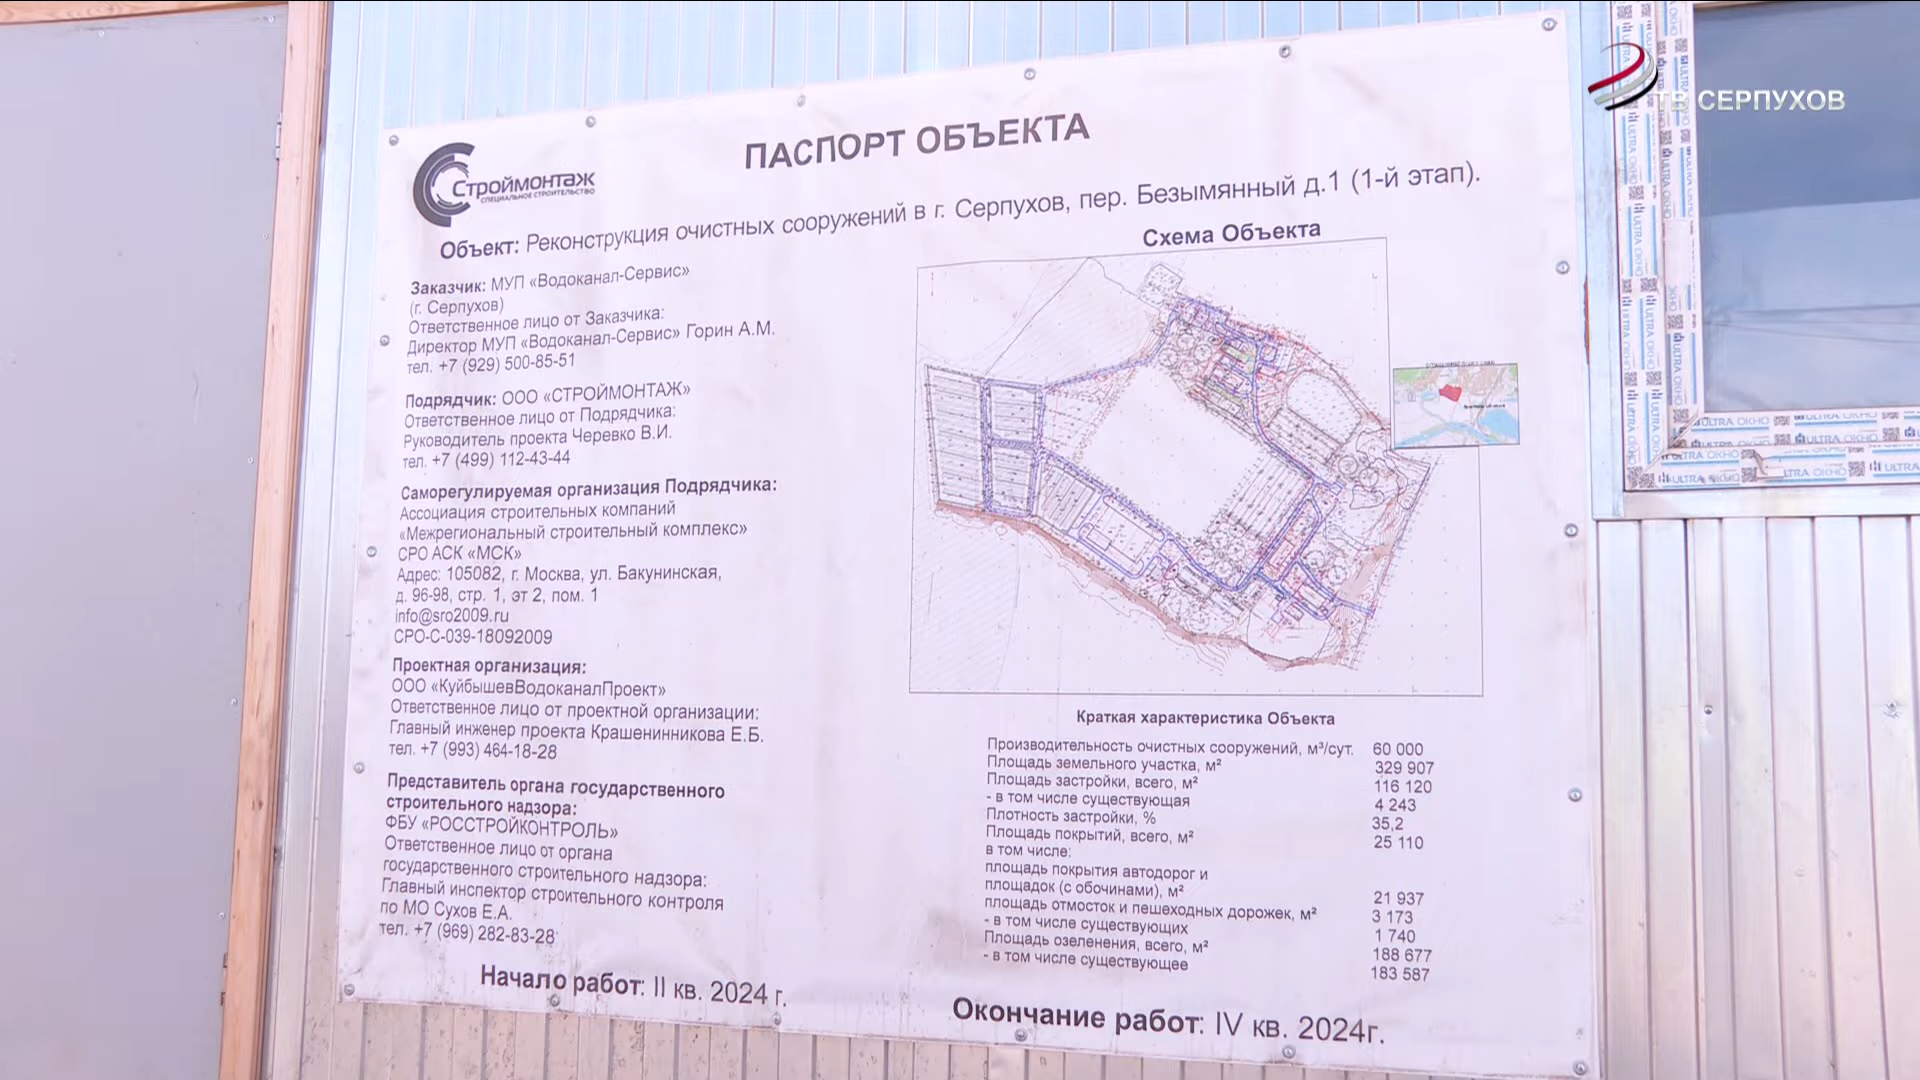 ТВ СЕРПУХОВ
ПАСПОРТ ОБЪЕКТА
СТРОЙМОНТАЖ
СПЕЦИАЛЬНОЕ СТРОИТЕЛЬСТВО
Объект: Реконструкция очистных сооружений в г. Серпухов, пер. Безымянный д.1 (1-й этап).
Заказчик: МУП «Водоканал-Сервис»
(г. Серпухов)
Ответственное лицо от Заказчика:
Директор МУП «Водоканал-Сервис» Горин А.М.
тел. +7 (929) 500-85-51
Подрядчик: ООО «СТРОЙМОНТАЖ»
Ответственное лицо от Подрядчика:
Руководитель проекта Черевко В.И.
тел. +7 (499) 112-43-44
Саморегулируемая организация Подрядчика:
Ассоциация строительных компаний
«Межрегиональный строительный комплекс»
СРО АСК «МСК»
Адрес: 105082, г. Москва, ул. Бакунинская,
д. 96-98, стр. 1, эт 2, пом. 1
info@sro2009.ru
СРО-С-039-18092009
Проектная организация:
ООО «КуйбышевВодоканалПроект»
Ответственное лицо от проектной организации:
Главный инженер проекта Крашенинникова Е.Б.
тел. +7 (993) 464-18-28
Представитель органа государственного
строительного надзора:
ФБУ «РОССТРОЙКОНТРОЛЬ»
Ответственное лицо от органа
государственного строительного надзора:
Главный инспектор строительного контроля
по МО Сухов Е.А.
тел. +7 (969) 282-83-28
Начало работ: II кв. 2024 г.
Схема Объекта
Краткая характеристика Объекта
Производительность очистных сооружений, м³/сут. 60 000
Площадь земельного участка, м² 329 907
Площадь застройки, всего, м² 116 120
- в том числе существующая 4 243
Плотность застройки, % 35,2
Площадь покрытий, всего, м² 25 110
в том числе:
площадь покрытия автодорог и
площадок (с обочинами), м² 21 937
площадь отмосток и пешеходных дорожек, м² 3 173
- в том числе существующих 1 740
Площадь озеленения, всего, м² 188 677
- в том числе существующее 183 587
Окончание работ: IV кв. 2024г.
ULTRA ОКНО
ULTRA ОКНО
ULTRA ОКНО
ULTRA ОКНО
ULTRA